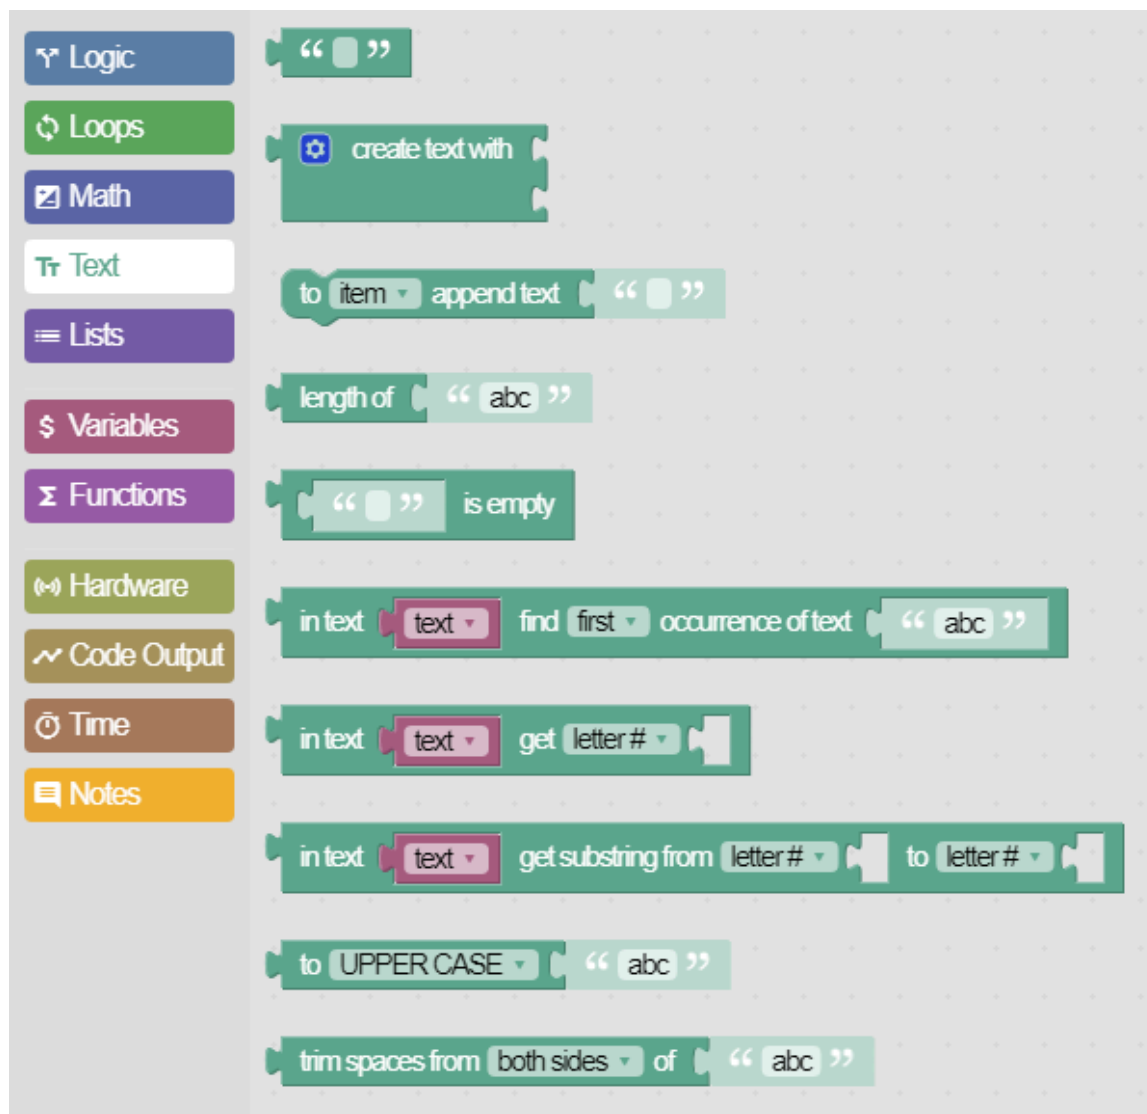 Logic
Loops
Math
Text
Lists
$ Variables
Σ Functions
Hardware
Code Output
Time
Notes
“ ”
create text with
to item append text “ ”
length of “ abc ”
“ ” is empty
in text text find first occurrence of text “ abc ”
in text text get letter #
in text text get substring from letter # to letter #
to UPPER CASE “ abc ”
trim spaces from both sides of “ abc ”